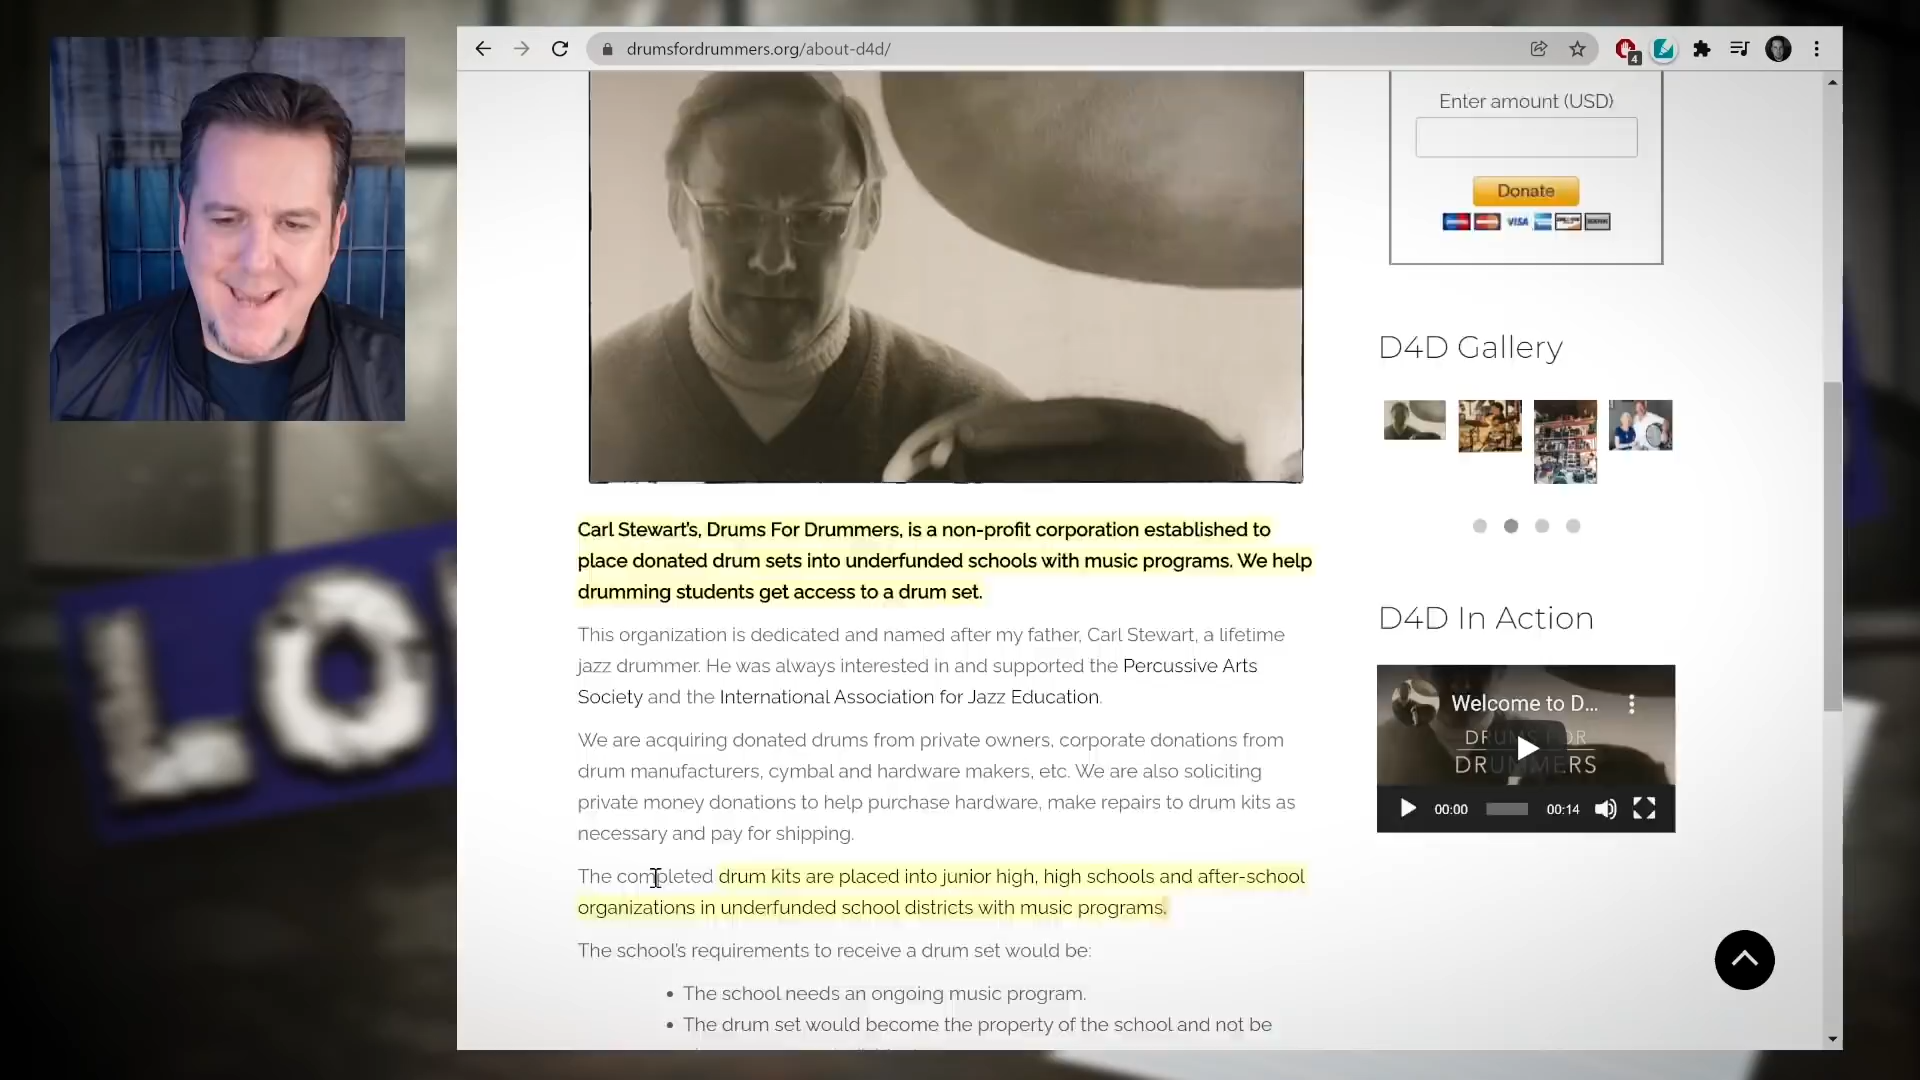 drumsfordrummers.org/about-d4d/
4
Enter amount (USD)
Donate
VISA
D4D Gallery
Carl Stewart's, Drums For Drummers, is a non-profit corporation established to
place donated drum sets into underfunded schools with music programs. We help
drumming students get access to a drum set.
This organization is dedicated and named after my father, Carl Stewart, a lifetime
jazz drummer. He was always interested in and supported the Percussive Arts
Society and the International Association for Jazz Education.
We are acquiring donated drums from private owners, corporate donations from
drum manufacturers, cymbal and hardware makers, etc. We are also soliciting
private money donations to help purchase hardware, make repairs to drum kits as
necessary and pay for shipping.
The completed drum kits are placed into junior high, high schools and after-school
organizations in underfunded school districts with music programs.
The school's requirements to receive a drum set would be:
• The school needs an ongoing music program.
• The drum set would become the property of the school and not be
D4D In Action
Welcome to D...
DRUMS FOR
DRUMMERS
00:00
00:14
LO